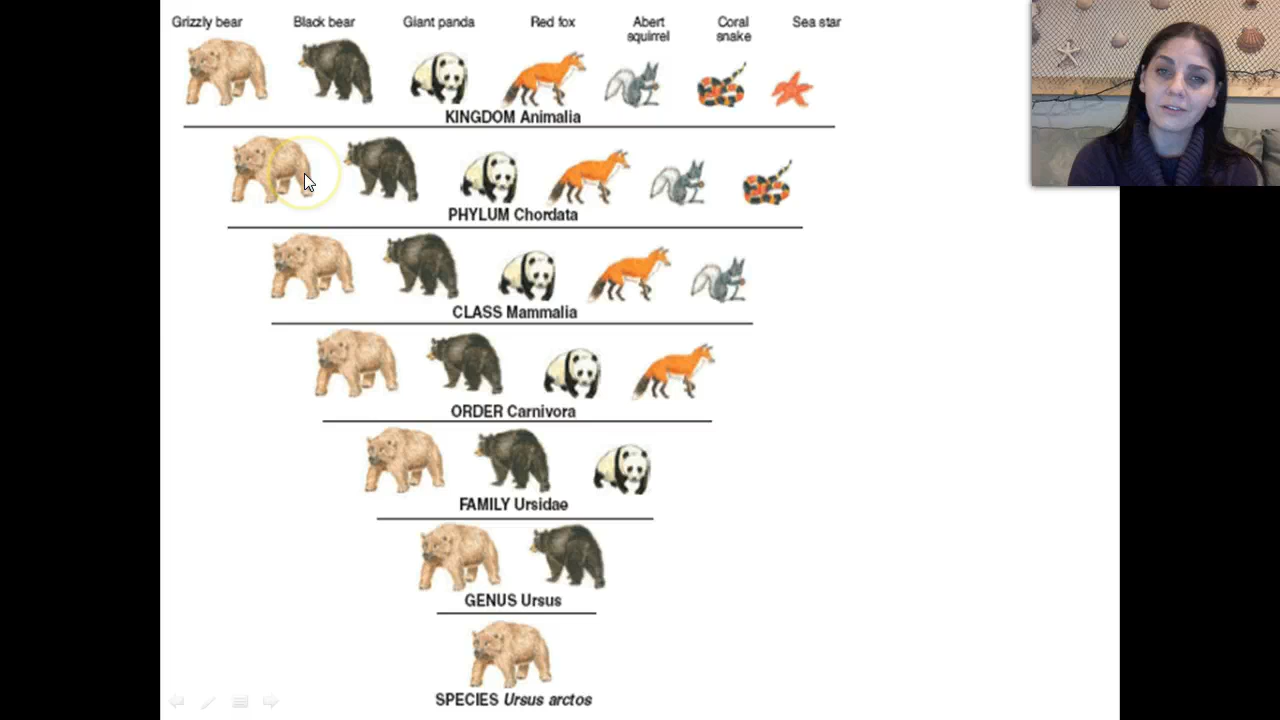 Grizzly bear Black bear Giant panda Red fox Abert squirrel Coral snake Sea star
KINGDOM Animalia
PHYLUM Chordata
CLASS Mammalia
ORDER Carnivora
FAMILY Ursidae
GENUS Ursus
SPECIES Ursus arctos